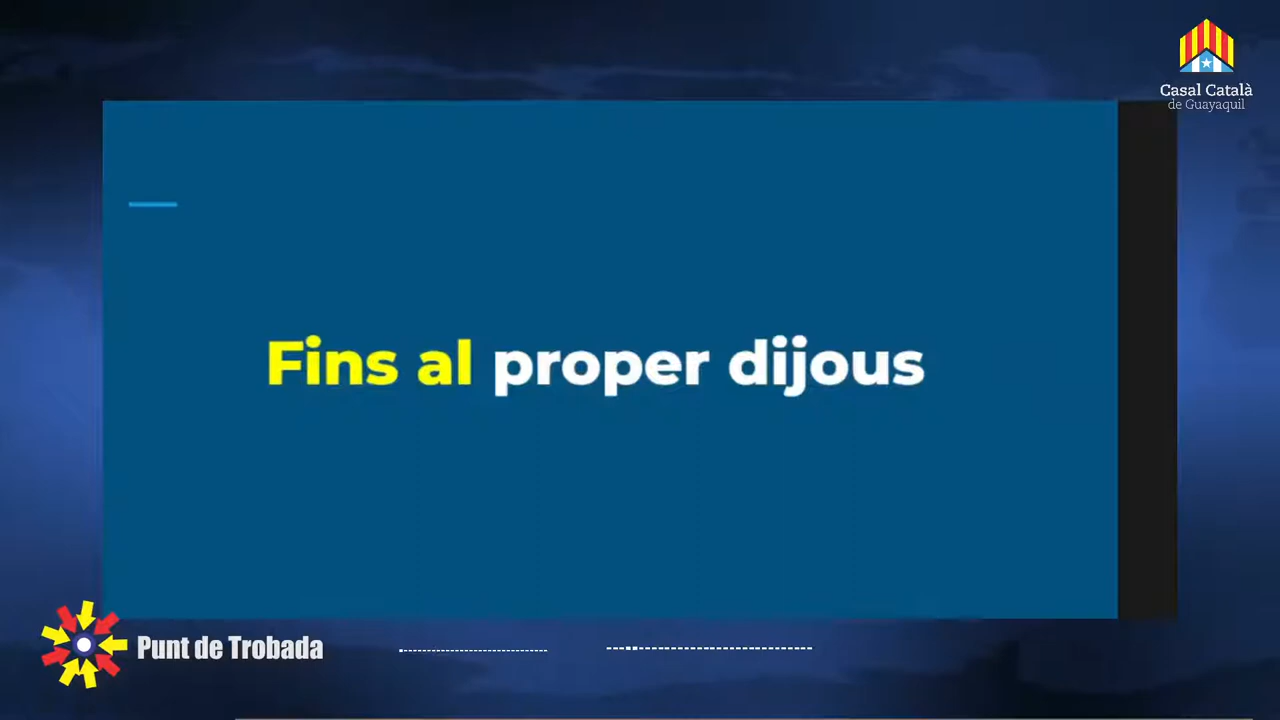 Casal Català
de Guayaquil
Fins al proper dijous
Punt de Trobada